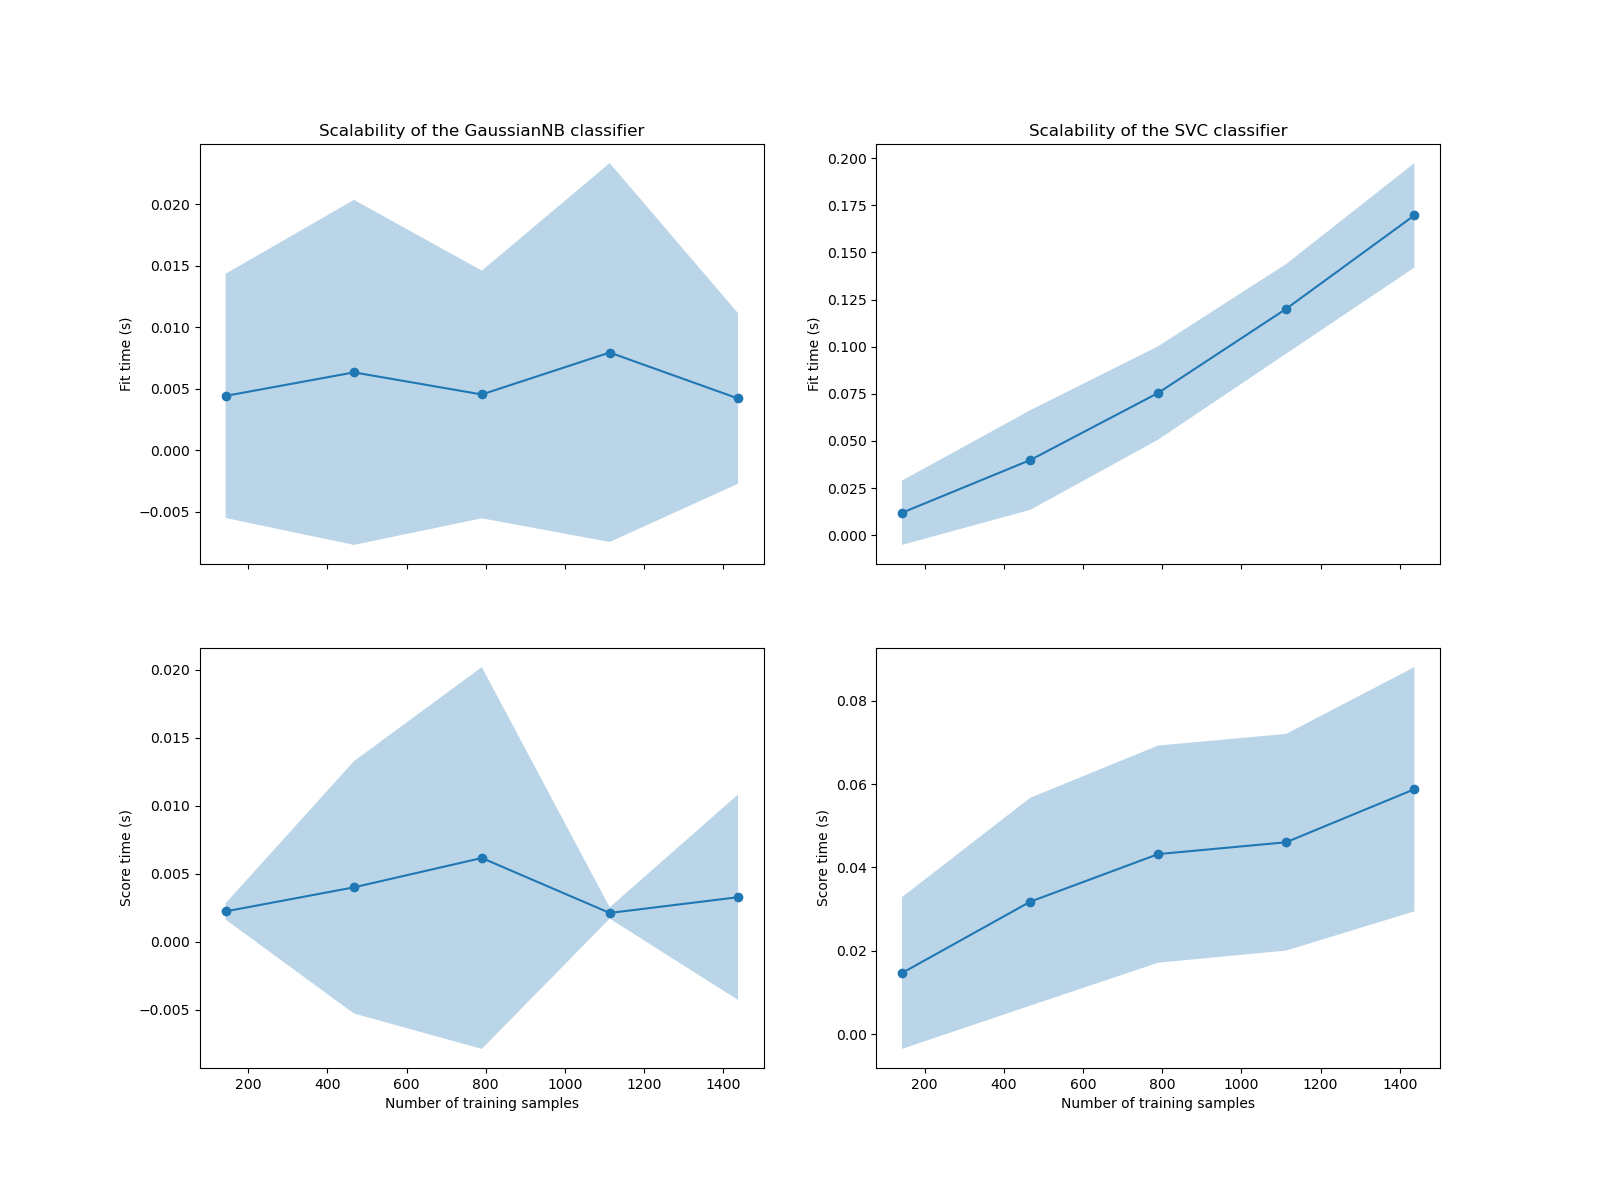 Scalability of the GaussianNB classifier
0.020
0.015
0.010
0.005
0.000
−0.005
Fit time (s)
Scalability of the SVC classifier
0.200
0.175
0.150
0.125
0.100
0.075
0.050
0.025
0.000
Fit time (s)
0.020
0.015
0.010
0.005
0.000
−0.005
Score time (s)
200 400 600 800 1000 1200 1400
Number of training samples
0.08
0.06
0.04
0.02
0.00
Score time (s)
200 400 600 800 1000 1200 1400
Number of training samples